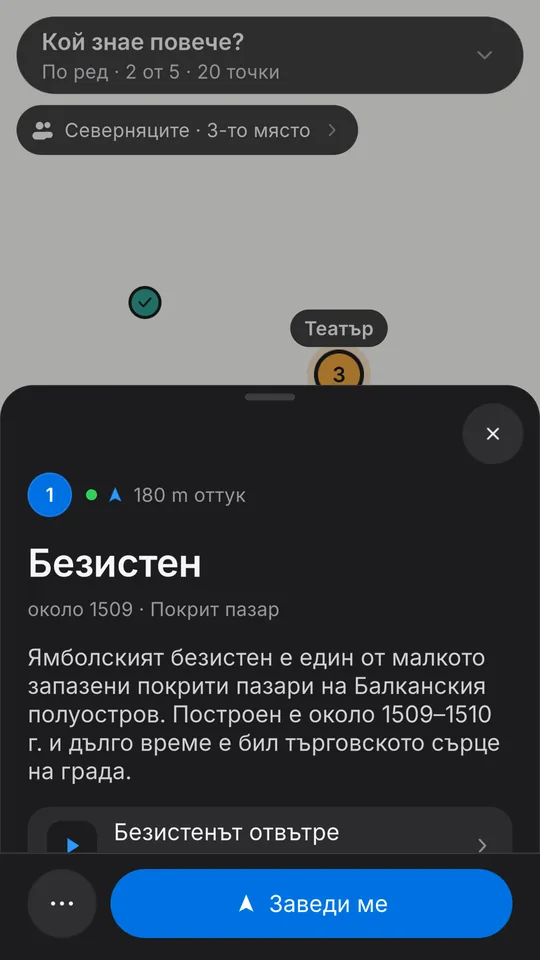 Кой знае повече?
По ред · 2 от 5 · 20 точки
Северняците · 3-то място
Театър
3
1
180 m оттук
Безистен
около 1509 · Покрит пазар
Ямболският безистен е един от малкото
запазени покрити пазари на Балканския
полуостров. Построен е около 1509–1510
г. и дълго време е бил търговското сърце
на града.
Безистенът отвътре
Заведи ме